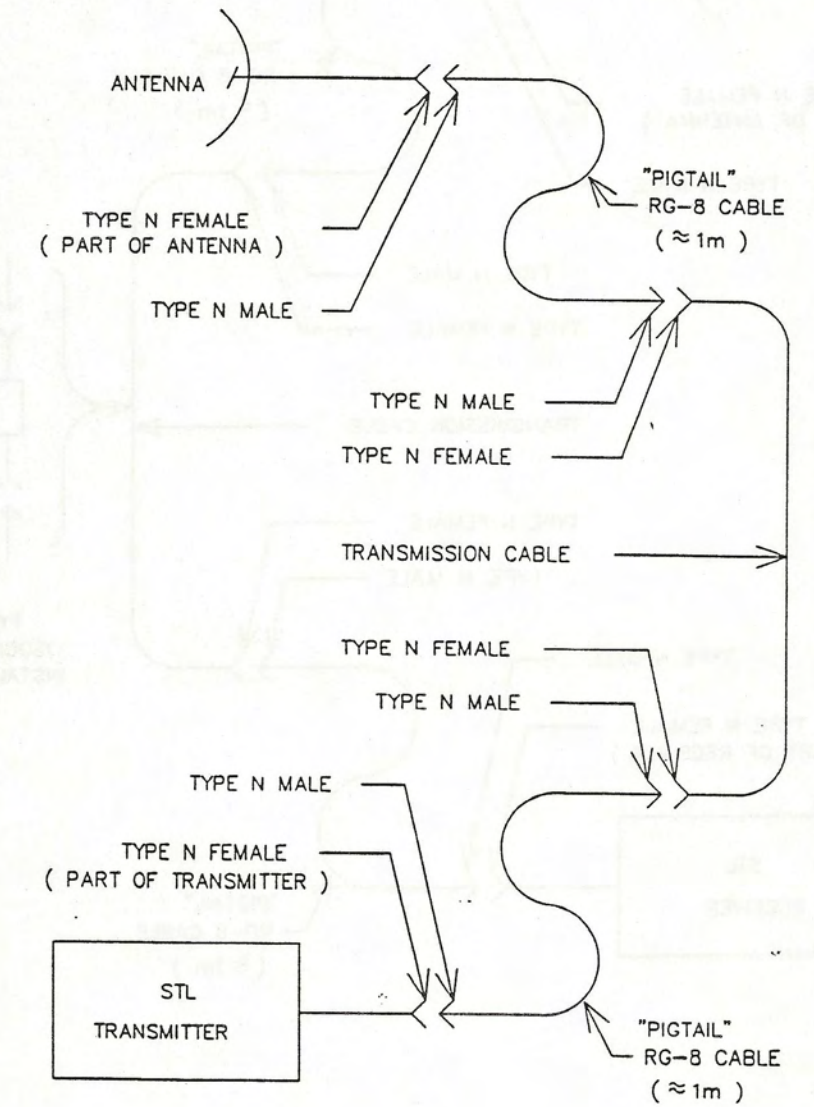 ANTENNA
"PIGTAIL"
RG-8 CABLE
( ≈ 1m )
TYPE N FEMALE
( PART OF ANTENNA )
TYPE N MALE
TYPE N MALE
TYPE N FEMALE
TRANSMISSION CABLE
TYPE N FEMALE
TYPE N MALE
TYPE N MALE
TYPE N FEMALE
( PART OF TRANSMITTER )
STL
TRANSMITTER
"PIGTAIL"
RG-8 CABLE
( ≈ 1m )